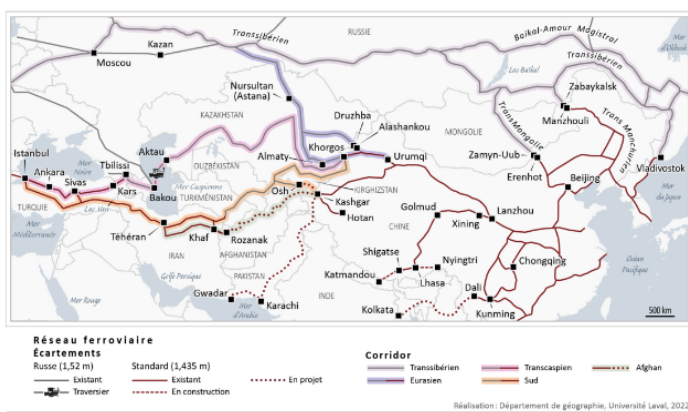 RUSSIE
Baïkal-Amour Magistral
Mer
d'Okhotsk
Transsibérien
Kazan
Moscou
Transsibérien
Lac Baïkal
Zabaykalsk
Nursultan
(Astana)
Manzhouli
Trans Manchurien
TransMongolie
KAZAKHSTAN
Druzhba
Alashankou
MONGOLIE
Aktau
Khorgos
Istanbul
Tbilissi
Mer
Noire
OUZBÉKISTAN
Almaty
Urumqi
Zamyn-Uub
Vladivostok
Ankara
Sivas
Kars
Bakou
Mer Caspienne
Erenhot
Beijing
Mer
du Japon
TURKMÉNISTAN
Osh
KIRGHIZSTAN
TURQUIE
Kashgar
Hotan
Golmud
Lanzhou
Mer
Méditerranée
Téhéran
Khaf
Rozanak
CHINE
Xining
IRAN
AFGHANISTAN
Shigatse
Nyingtri
Chongqing
Océan
Pacifique
Golfe Persique
PAKISTAN
Katmandou
Lhasa
Dali
Mer Rouge
Gwadar
Karachi
INDE
Kolkata
Kunming
Mer
d'Arabie
500 km
Réseau ferroviaire
Écartements
Russe (1,52 m)
Standard (1,435 m)
Existant
Existant
En projet
Traversier
En construction
Corridor
Transsibérien
Transcaspien
Afghan
Eurasien
Sud
Réalisation : Département de géographie, Université Laval, 2022